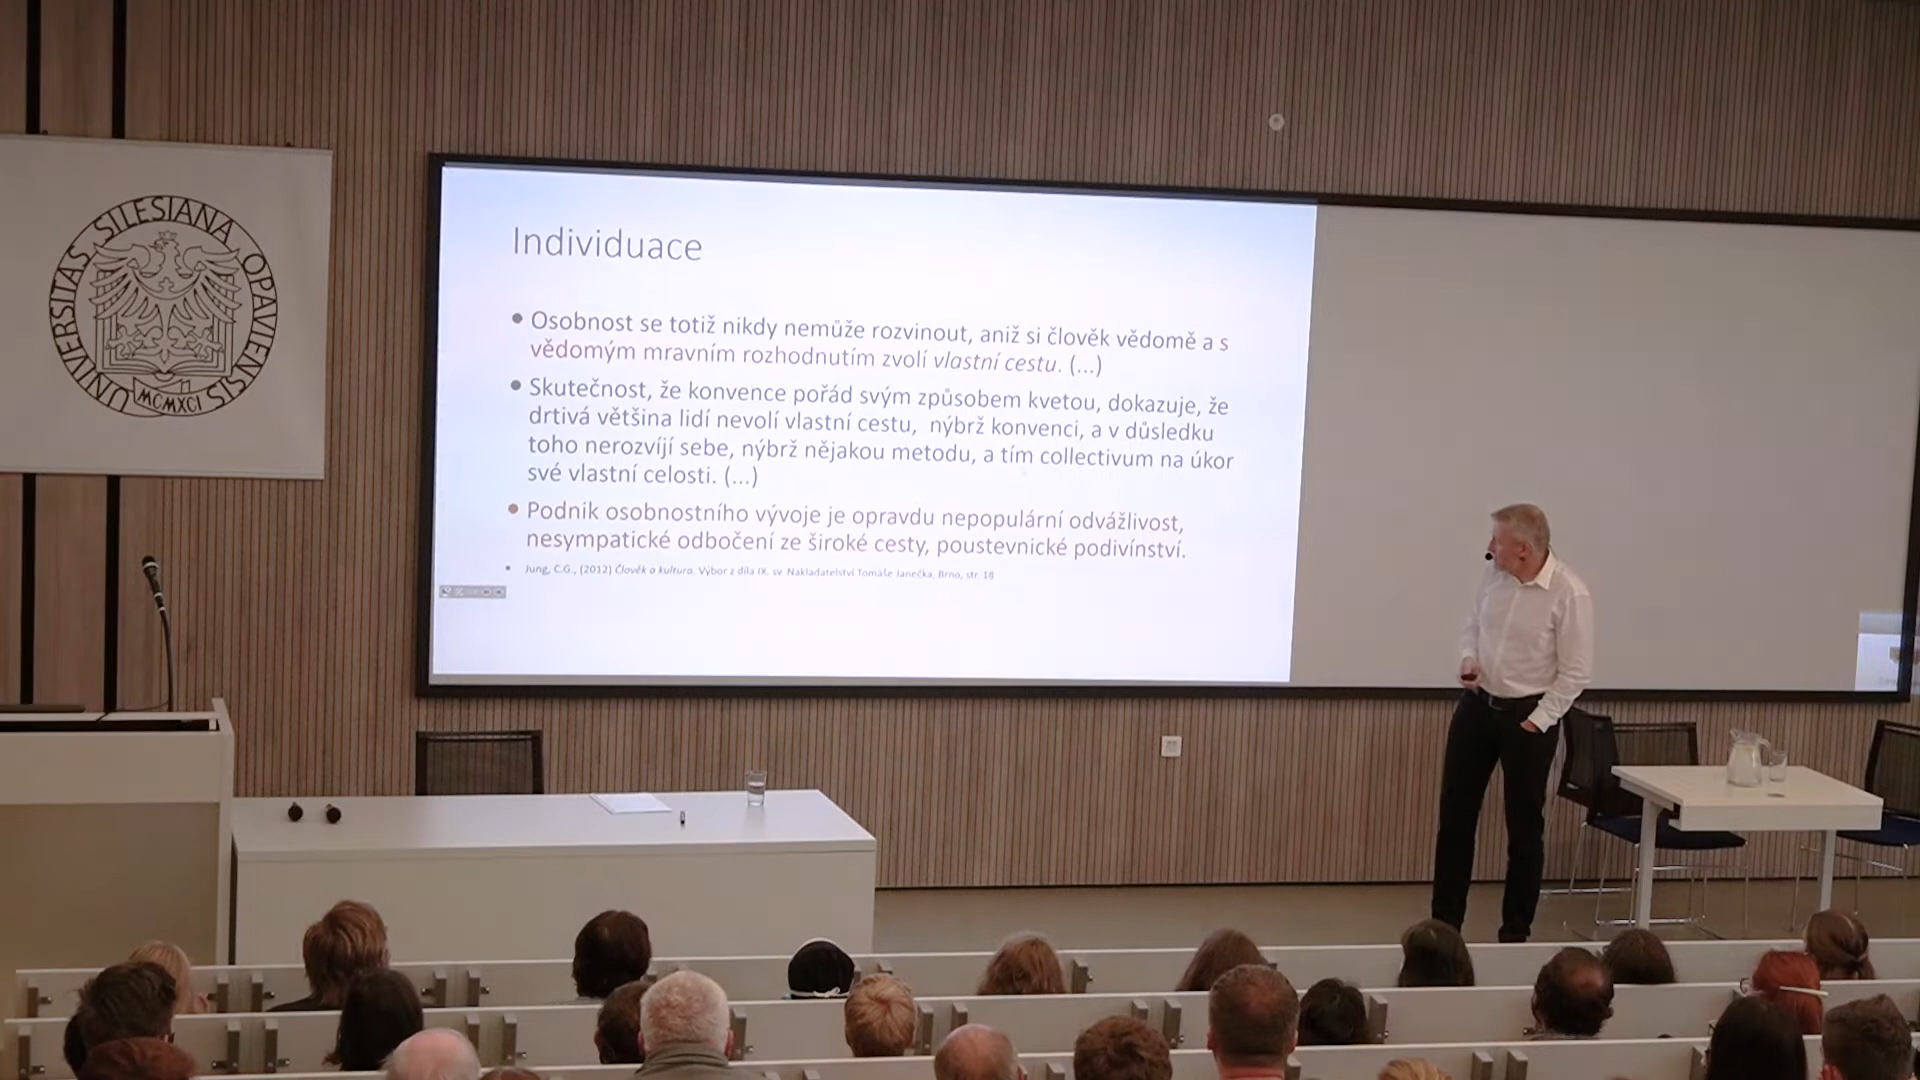 UNIVERSITAS SILESIANA OPAVIENSIS
MCMXCI
Individuace
• Osobnost se totiž nikdy nemůže rozvinout, aniž si člověk vědomě a s
vědomým mravním rozhodnutím zvolí vlastní cestu. (...)
• Skutečnost, že konvence pořád svým způsobem kvetou, dokazuje, že
drtivá většina lidí nevolí vlastní cestu, nýbrž konvenci, a v důsledku
toho nerozvíjí sebe, nýbrž nějakou metodu, a tím collectivum na úkor
své vlastní celosti. (...)
• Podnik osobnostního vývoje je opravdu nepopulární odvážlivost,
nesympatické odbočení ze široké cesty, poustevnické podivínství.
• Jung, C.G., (2012) Člověk a kultura. Výbor z díla IX. sv. Nakladatelství Tomáše Janečka, Brno, str. 18